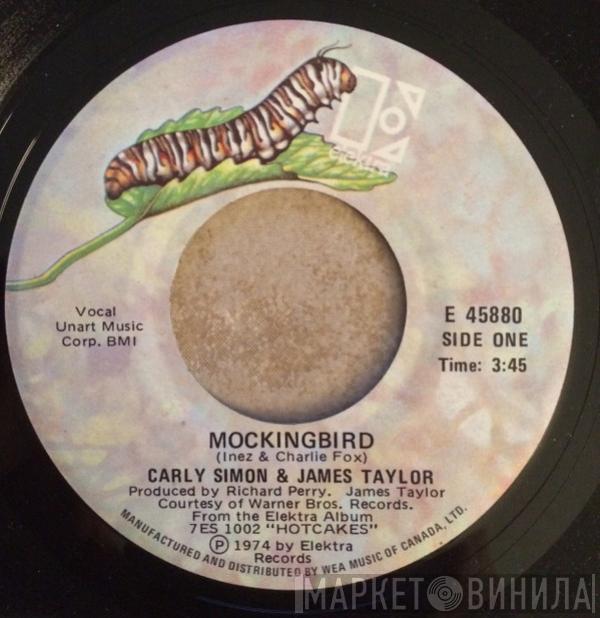 elektra
Vocal
Unart Music
Corp. BMI
E 45880
SIDE ONE
Time: 3:45
MOCKINGBIRD
(Inez & Charlie Fox)
CARLY SIMON & JAMES TAYLOR
Produced by Richard Perry. James Taylor
Courtesy of Warner Bros. Records.
From the Elektra Album
7ES 1002 "HOTCAKES"
Ⓟ 1974 by Elektra
Records
MANUFACTURED AND DISTRIBUTED BY WEA MUSIC OF CANADA, LTD.
МАРКЕТ ВИНИЛА